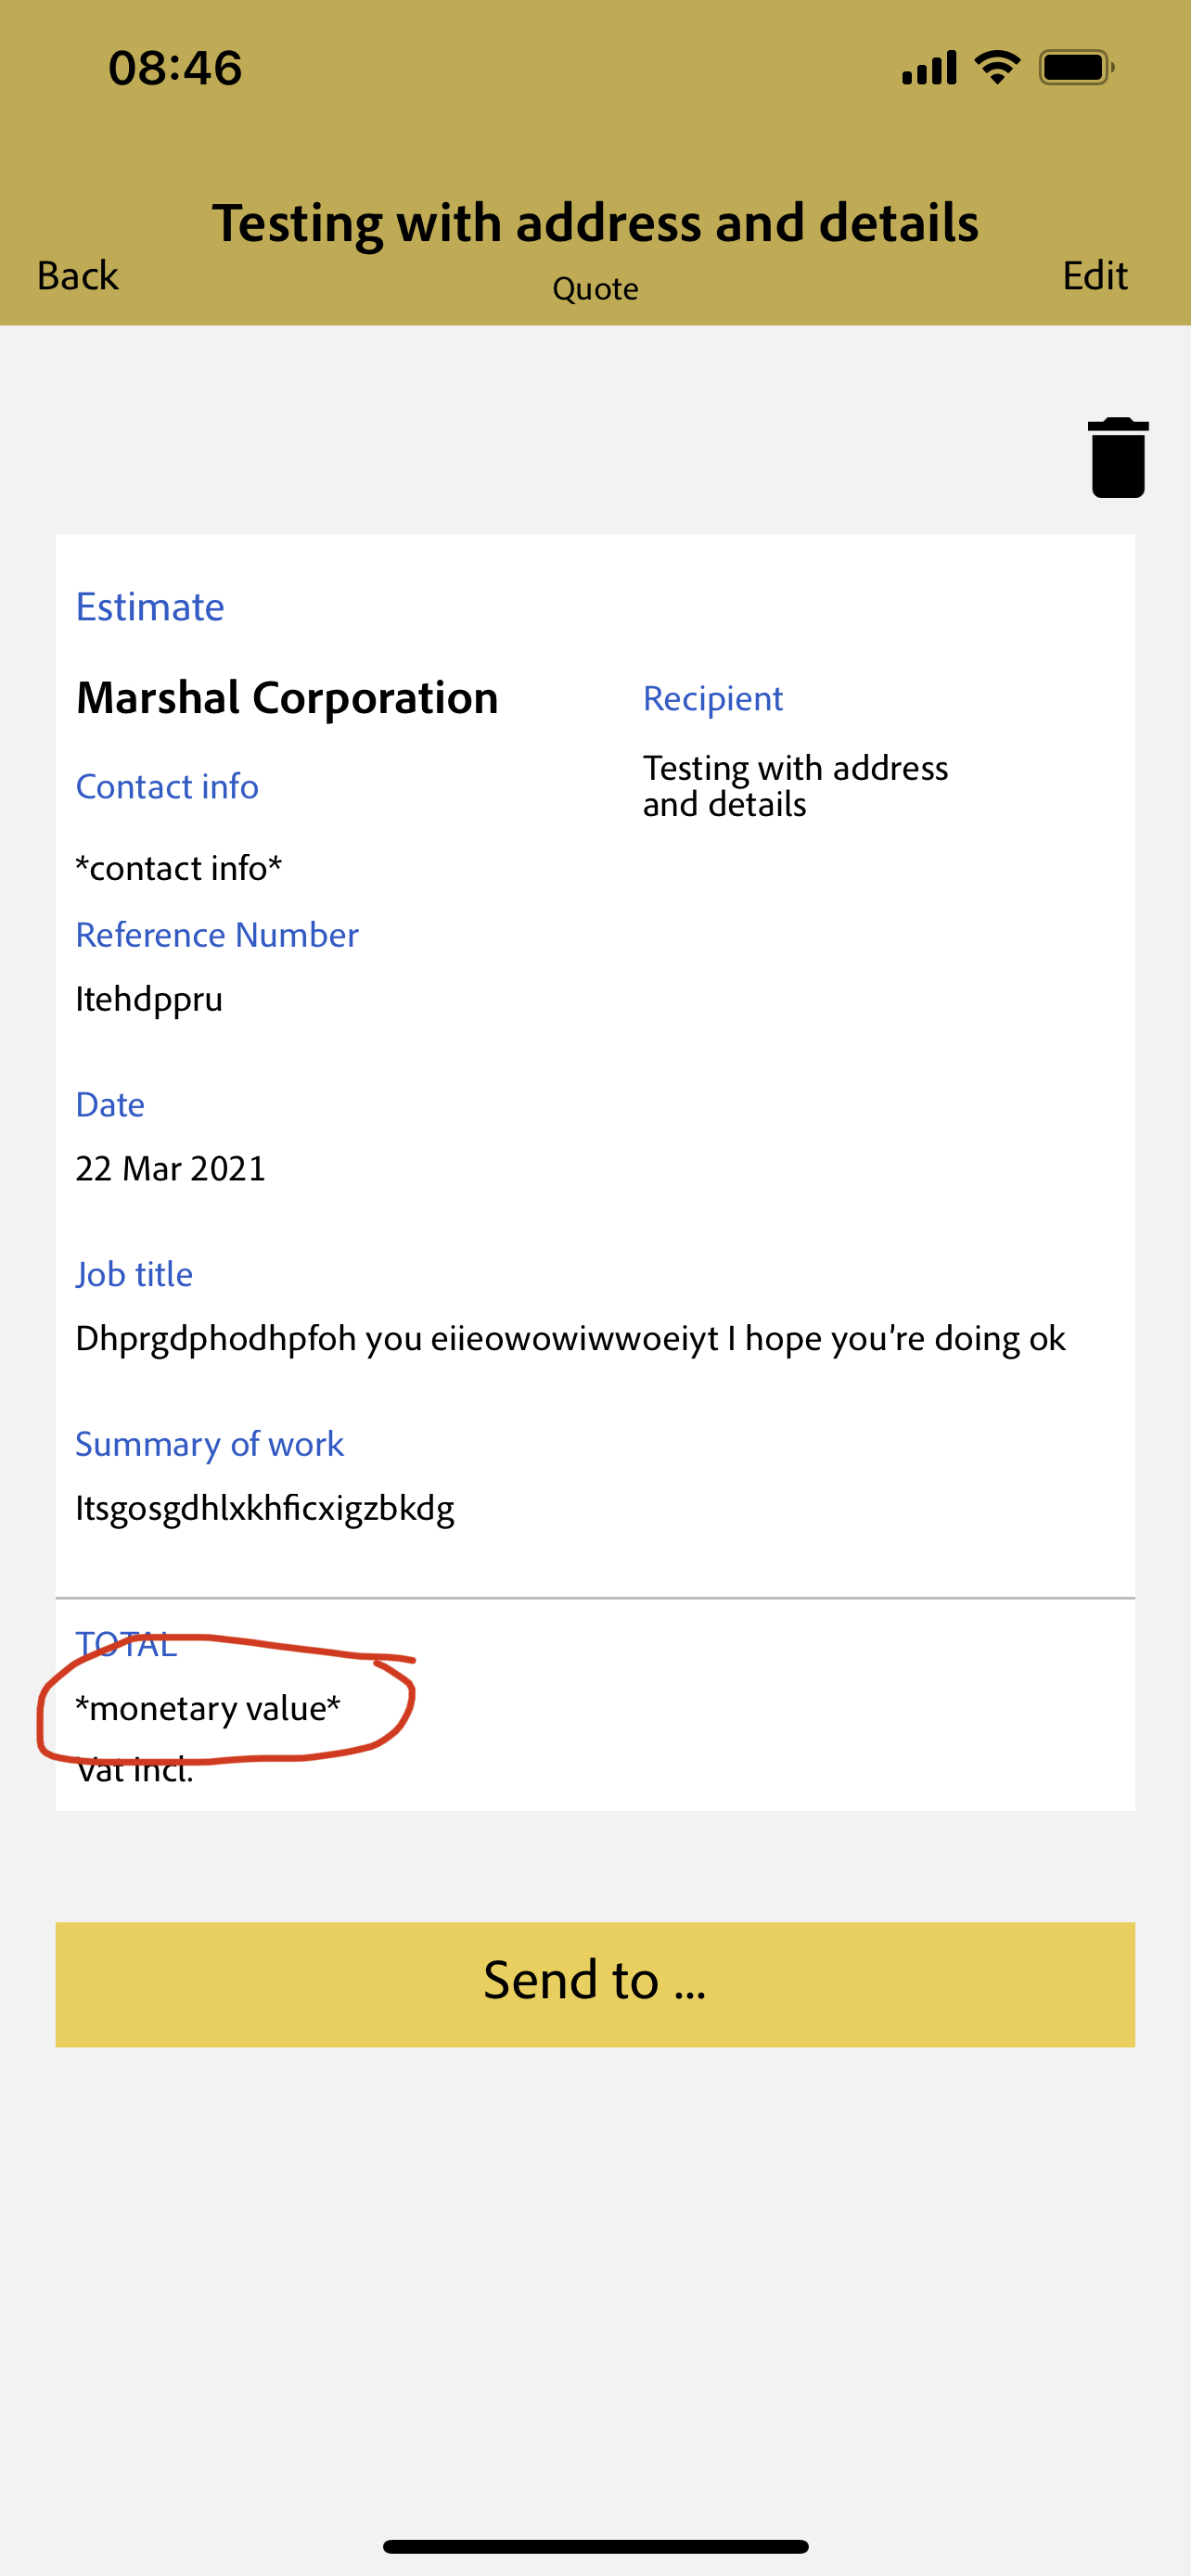 08:46
Testing with address and details
Back
Quote
Edit
Estimate
Marshal Corporation
Recipient
Testing with address
and details
Contact info
*contact info*
Reference Number
Itehdppru
Date
22 Mar 2021
Job title
Dhprgdphodhpfoh you eiieowowiwwoeiyt I hope you're doing ok
Summary of work
Itsgosgdhlxkhficxigzbkdg
TOTAL
*monetary value*
Vat Incl.
Send to ...